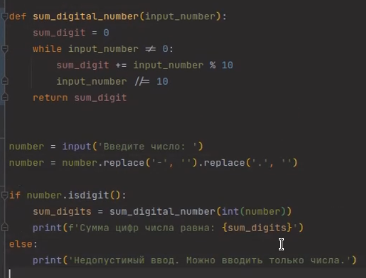 def sum_digital_number(input_number):
    sum_digit = 0
    while input_number != 0:
        sum_digit += input_number % 10
        input_number //= 10
    return sum_digit
number = input('Введите число: ')
number = number.replace('-', '').replace('.', '')
if number.isdigit():
    sum_digits = sum_digital_number(int(number))
    print(f'Сумма цифр числа равна: {sum_digits}')
else:
    print('Недопустимый ввод. Можно вводить только числа.')